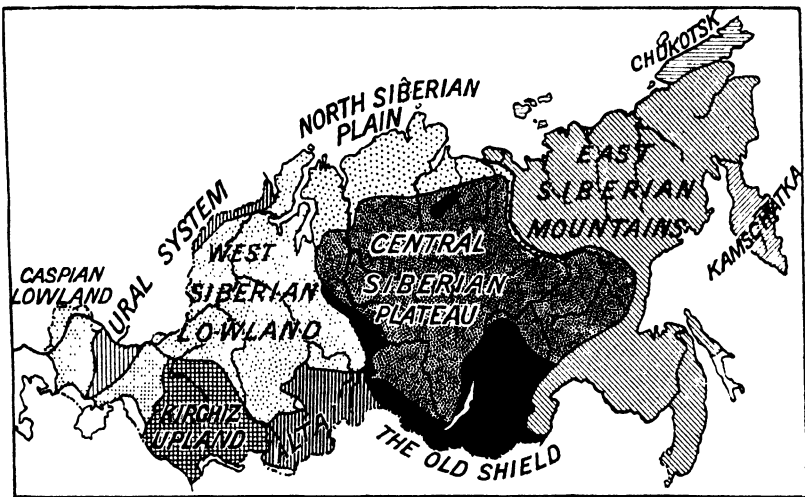 CHUKOTSK
NORTH SIBERIAN
PLAIN
EAST
SIBERIAN
MOUNTAINS
KAMSCHATKA
URAL SYSTEM
WEST
SIBERIAN
LOWLAND
CENTRAL
SIBERIAN
PLATEAU
CASPIAN
LOWLAND
KIRGHIZ
UPLAND
ALTAI
THE OLD SHIELD